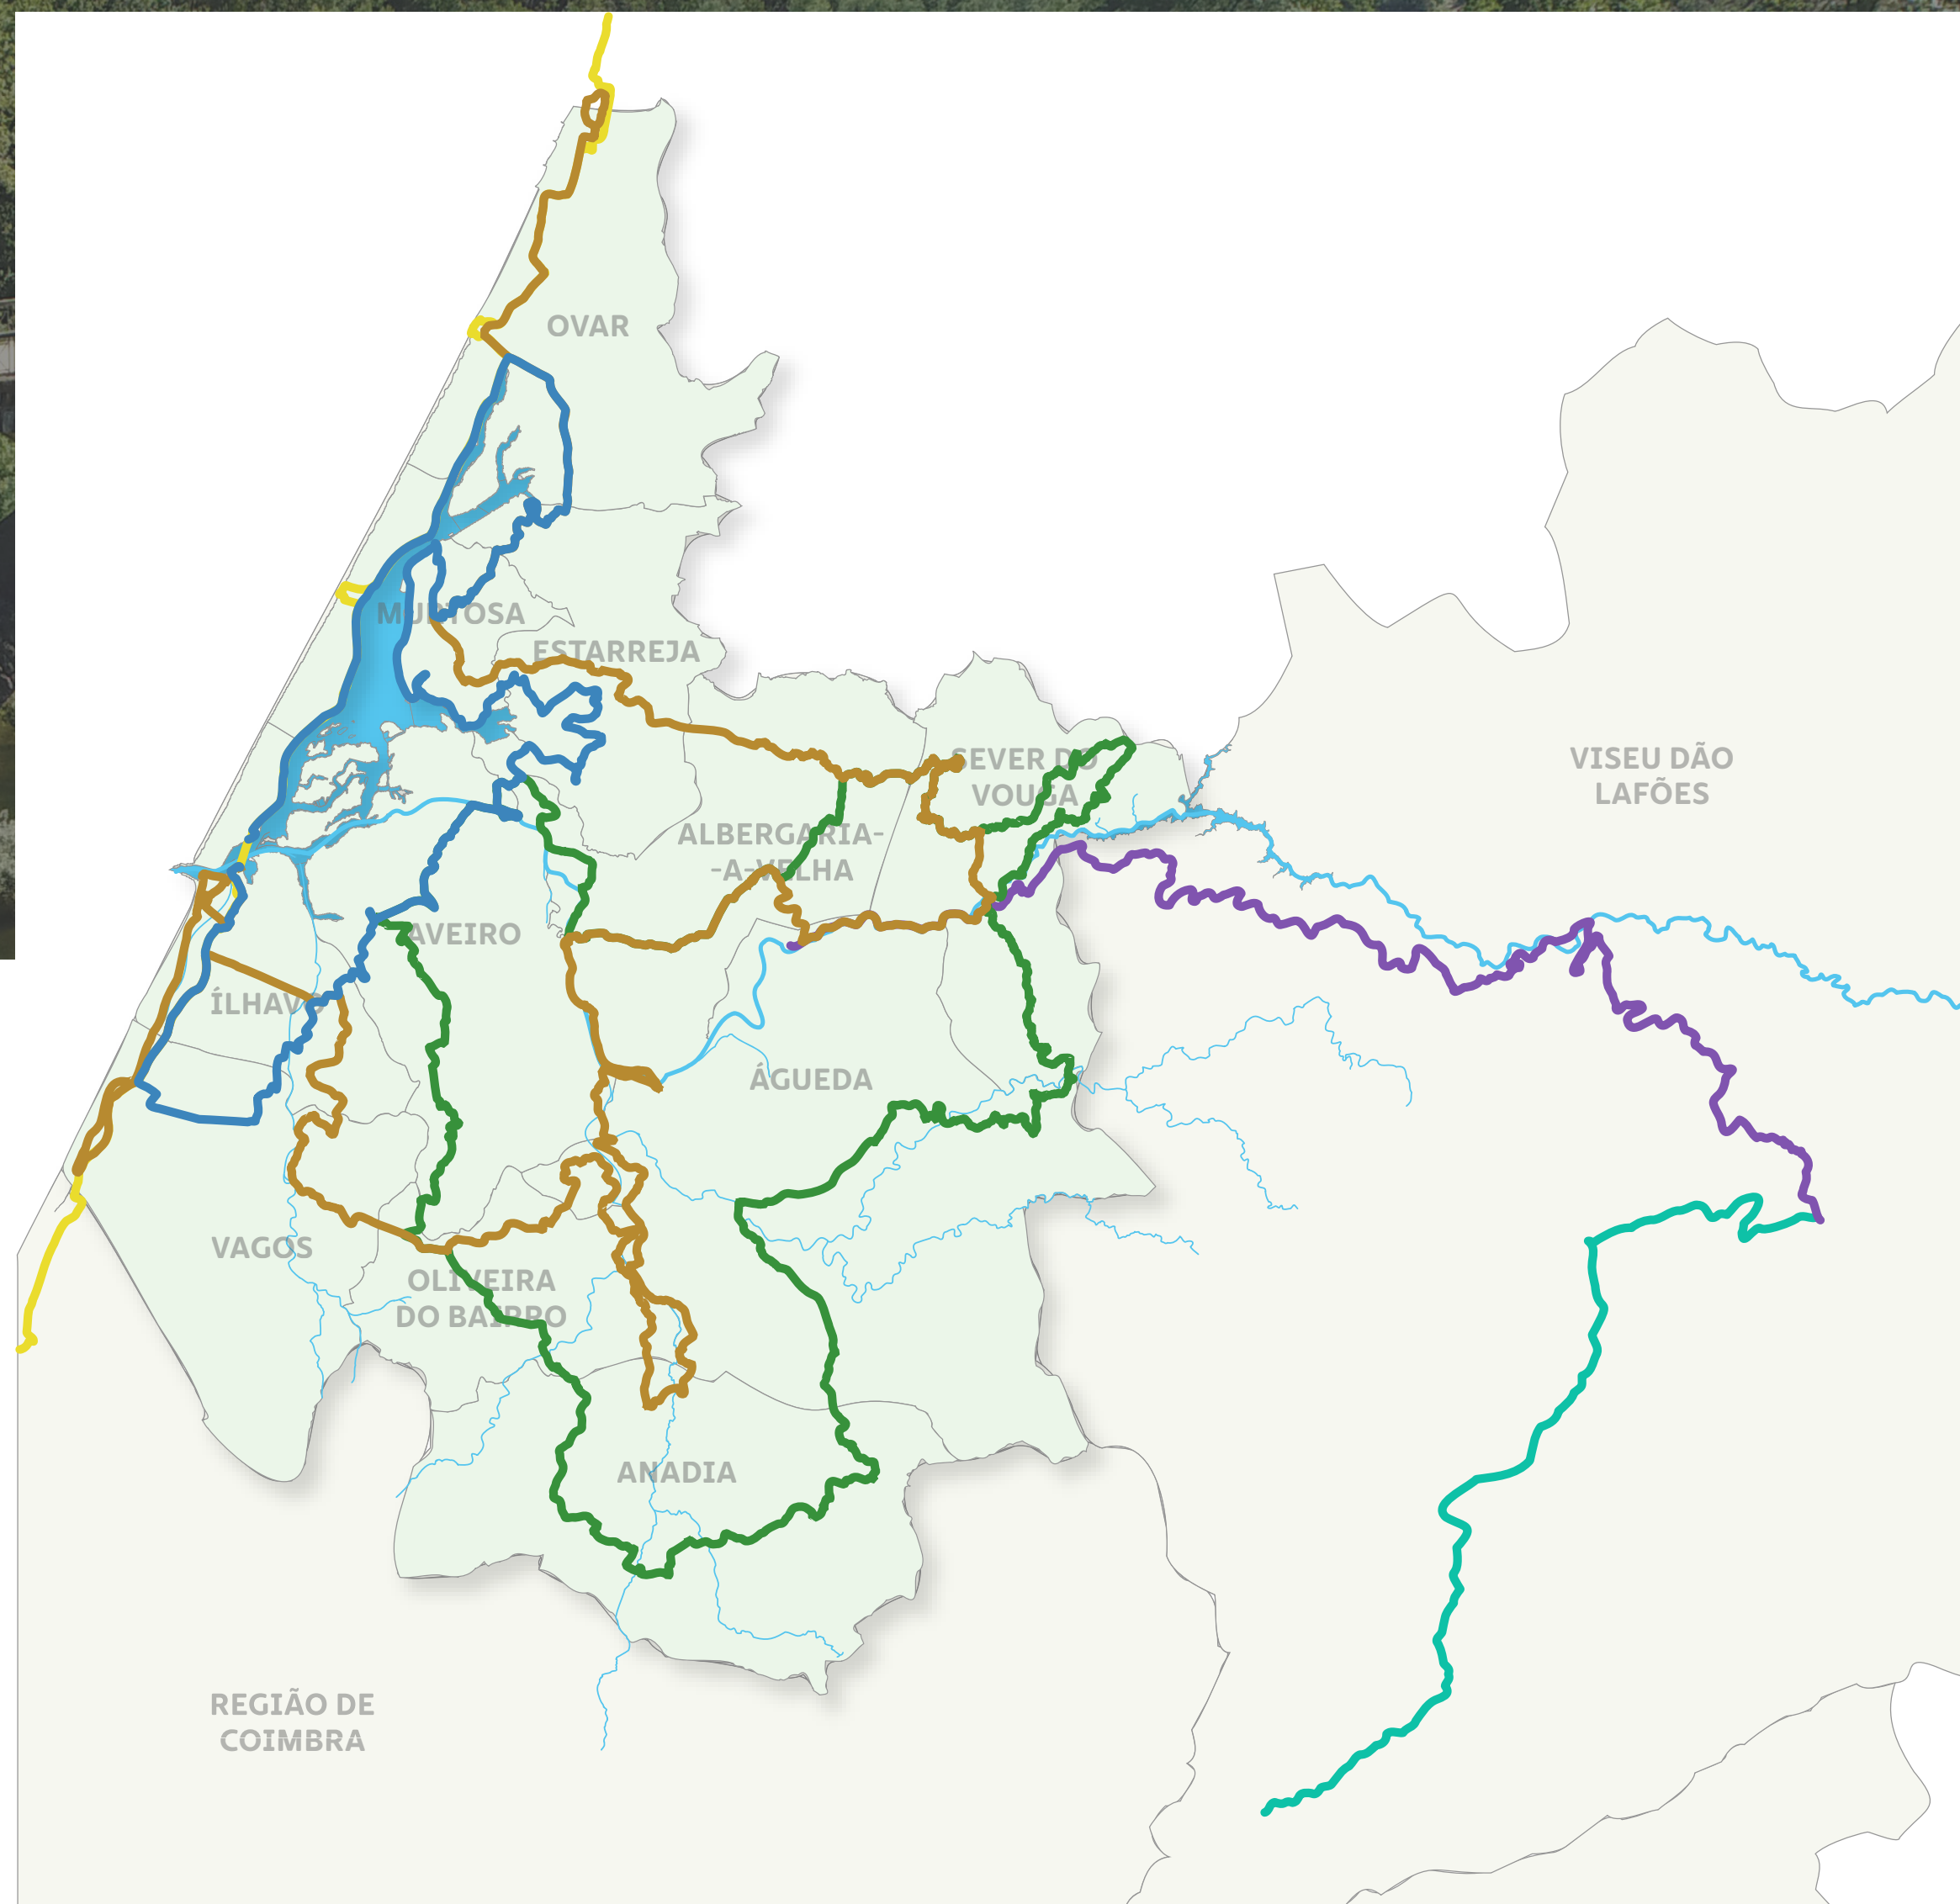 OVAR
MURTOSA
ESTARREJA
SEVER DO
VOUGA
VISEU DÃO
LAFÕES
ALBERGARIA-
-A-VELHA
AVEIRO
ÍLHAVO
ÁGUEDA
VAGOS
OLIVEIRA
DO BAIRRO
ANADIA
REGIÃO DE
COIMBRA